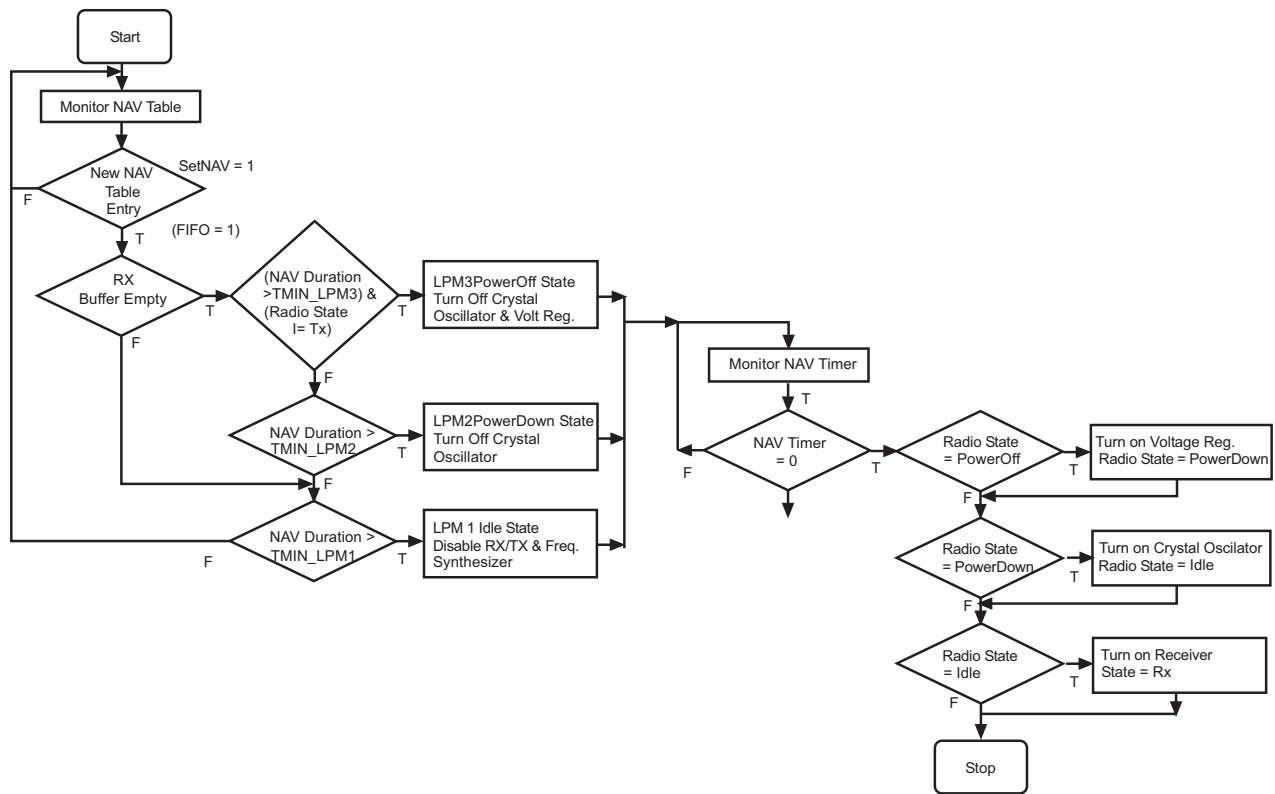 Start
Monitor NAV Table
New NAV
Table
Entry
SetNAV = 1
F
T
(FIFO = 1)
RX
Buffer Empty
T
F
(NAV Duration
>TMIN_LPM3) &
(Radio State
I= Tx)
T
F
LPM3PowerOff State
Turn Off Crystal
Oscillator & Volt Reg.
NAV Duration >
TMIN_LPM2
T
F
LPM2PowerDown State
Turn Off Crystal
Oscillator
NAV Duration >
TMIN_LPM1
F
T
LPM 1 Idle State
Disable RX/TX & Freq.
Synthesizer
Monitor NAV Timer
T
NAV Timer
= 0
F
T
Radio State
= PowerOff
T
F
Turn on Voltage Reg.
Radio State = PowerDown
Radio State
= PowerDown
T
F
Turn on Crystal Oscilator
Radio State = Idle
Radio State
= Idle
T
F
Turn on Receiver
State = Rx
Stop